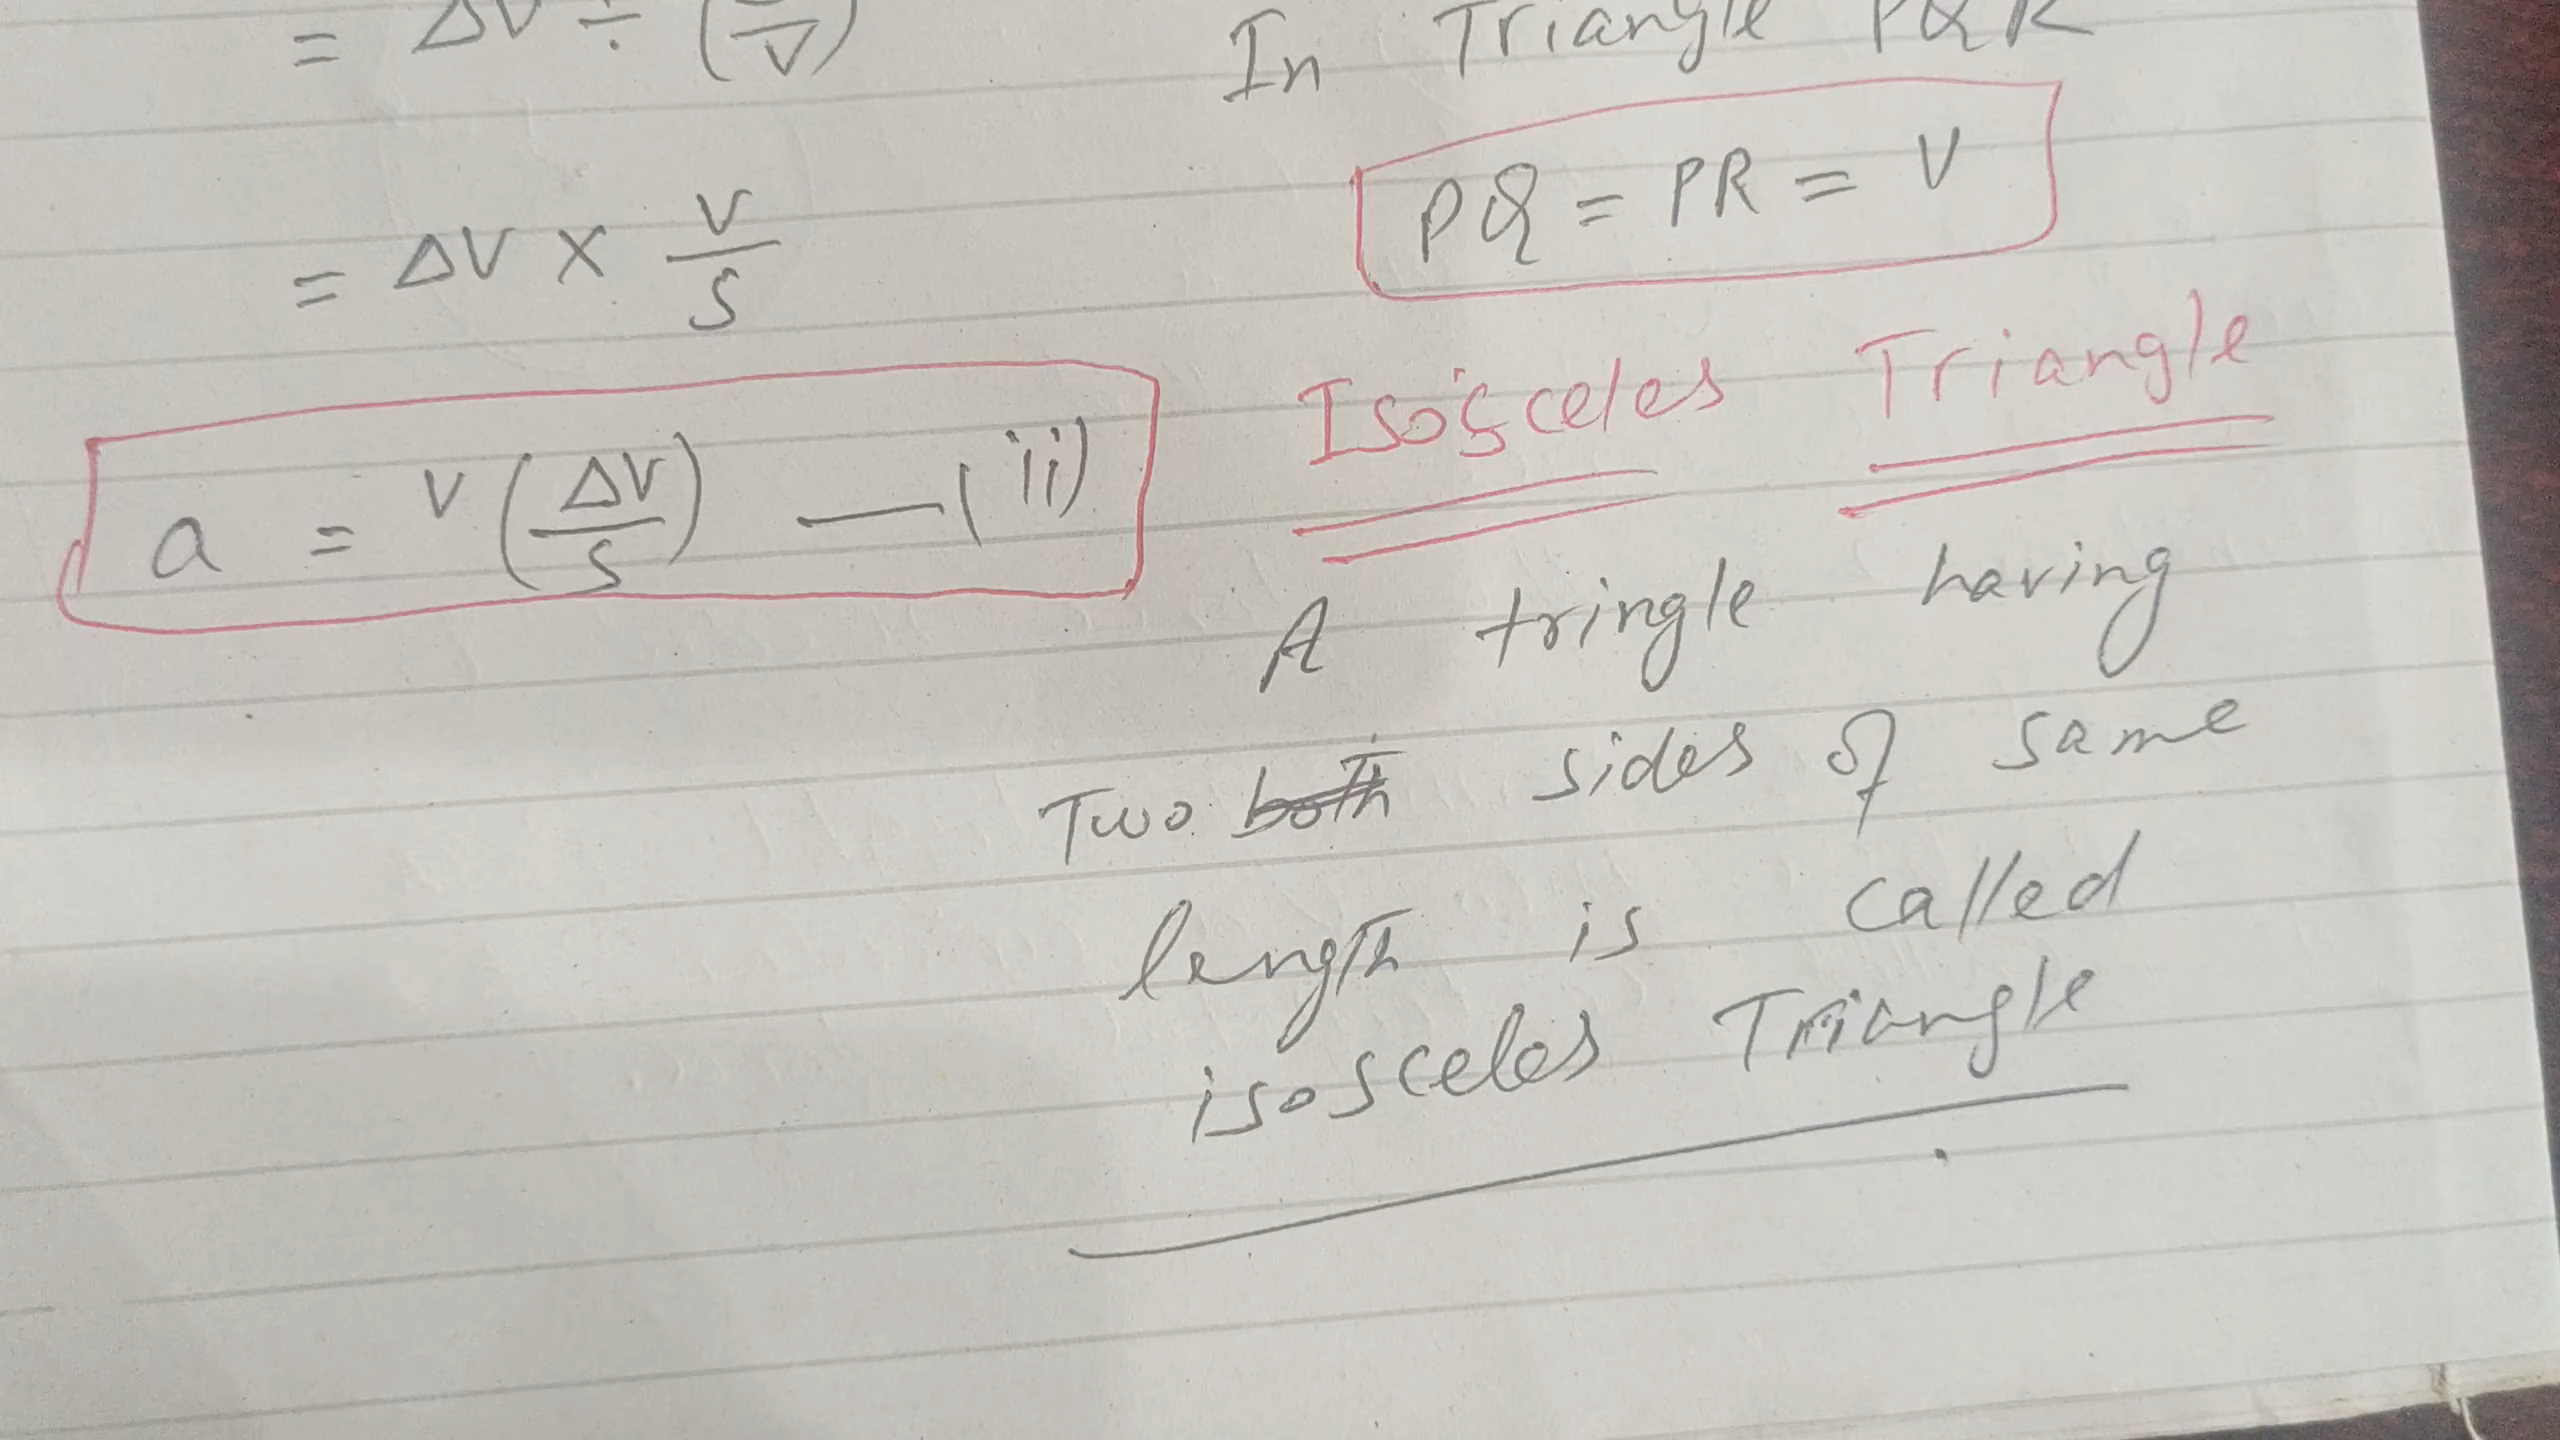 = ΔV ÷ (S/V)
= ΔV × V/S
a = V (ΔV/S) —(ii)
In Triangle PQR
PQ = PR = V
Isosceles Triangle
A tringle having
Two both sides of same
length is called
isosceles Triangle